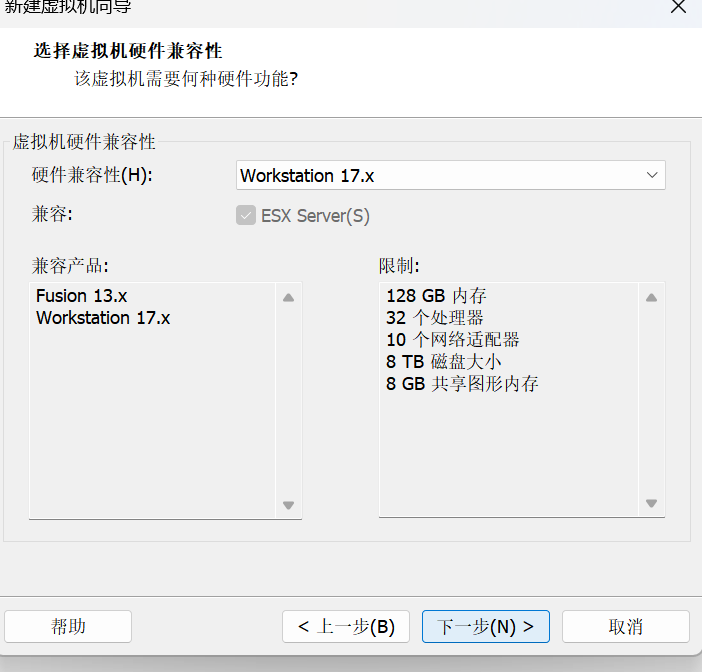 新建虚拟机向导
选择虚拟机硬件兼容性
该虚拟机需要何种硬件功能?
虚拟机硬件兼容性
硬件兼容性(H): Workstation 17.x
兼容: ESX Server(S)
兼容产品:
Fusion 13.x
Workstation 17.x
限制:
128 GB 内存
32 个处理器
10 个网络适配器
8 TB 磁盘大小
8 GB 共享图形内存
帮助 < 上一步(B) 下一步(N) > 取消